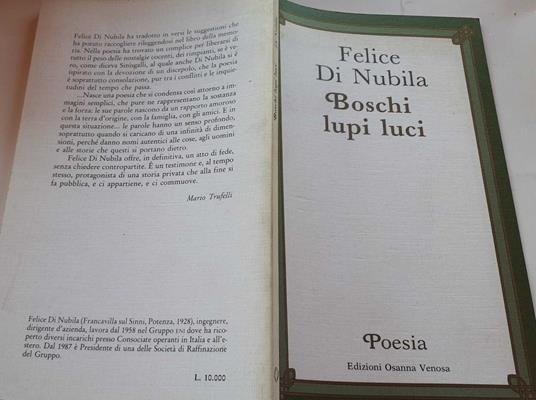 Felice Di Nubila ha tradotto in versi le suggestioni che
ha potuto raccogliere rileggendosi nel libro della memo-
ria. Nella poesia ha trovato un complice per liberarsi di
tutto il peso delle nostalgie cocenti, dei rimpianti, se è ve-
ro, come diceva Sinisgalli, al quale anche Di Nubila si è
ispirato con la devozione di un discepolo, che la poesia
è soprattutto consolazione, pur tra i conflitti e le inquie-
tudini del tempo che passa.
...Nasce una poesia che si condensa così attorno a im-
magini semplici, che pure ne rappresentano la sostanza
e la forza: le sue parole nascono da un rapporto amoroso
con la terra d'origine, con la famiglia, con gli amici. E in
questa situazione... le parole hanno un senso profondo,
soprattutto quando si caricano di una infinità di dimen-
sioni, perché danno nomi autentici alle cose, agli uomini
e alle storie che questi si portano dietro.
Felice Di Nubila offre, in definitiva, un atto di fede,
senza chiedere contropartite. È un testimone e, al tempo
stesso, protagonista di una storia privata che alla fine si
fa pubblica, e ci appartiene, e ci commuove.
Mario Trufelli
Felice Di Nubila (Francavilla sul Sinni, Potenza, 1928), ingegnere,
dirigente d'azienda, lavora dal 1958 nel Gruppo ENI dove ha rico-
perto diversi incarichi presso Consociate operanti in Italia e all'e-
stero. Dal 1987 è Presidente di una delle Società di Raffinazione
del Gruppo.
L. 10.000
Felice
Di Nubila
Boschi
lupi luci
Poesia
Edizioni Osanna Venosa